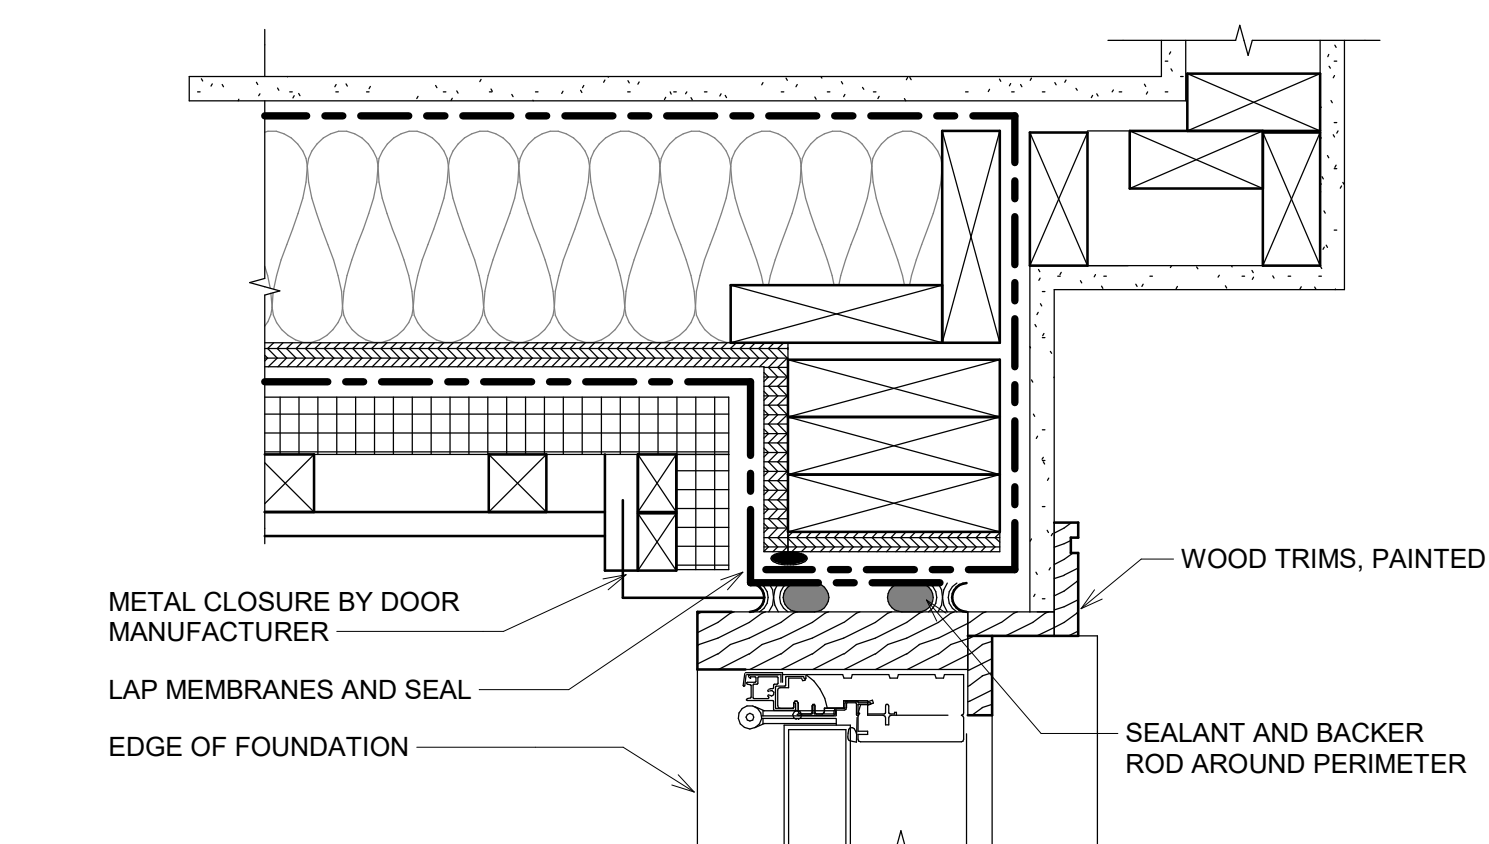 WOOD TRIMS, PAINTED
METAL CLOSURE BY DOOR
MANUFACTURER
LAP MEMBRANES AND SEAL
EDGE OF FOUNDATION
SEALANT AND BACKER
ROD AROUND PERIMETER